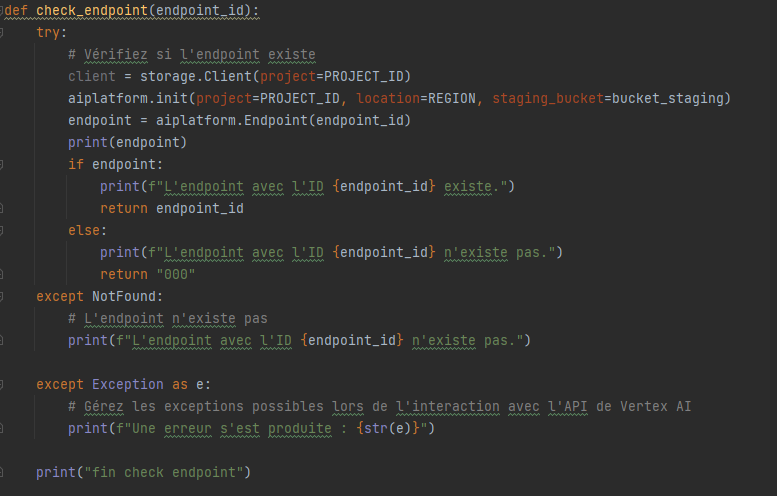 def check_endpoint(endpoint_id):
    try:
        # Vérifiez si l'endpoint existe
        client = storage.Client(project=PROJECT_ID)
        aiplatform.init(project=PROJECT_ID, location=REGION, staging_bucket=bucket_staging)
        endpoint = aiplatform.Endpoint(endpoint_id)
        print(endpoint)
        if endpoint:
            print(f"L'endpoint avec l'ID {endpoint_id} existe.")
            return endpoint_id
        else:
            print(f"L'endpoint avec l'ID {endpoint_id} n'existe pas.")
            return "000"
    except NotFound:
        # L'endpoint n'existe pas
        print(f"L'endpoint avec l'ID {endpoint_id} n'existe pas.")
    except Exception as e:
        # Gérez les exceptions possibles lors de l'interaction avec l'API de Vertex AI
        print(f"Une erreur s'est produite : {str(e)}")
    print("fin check endpoint")